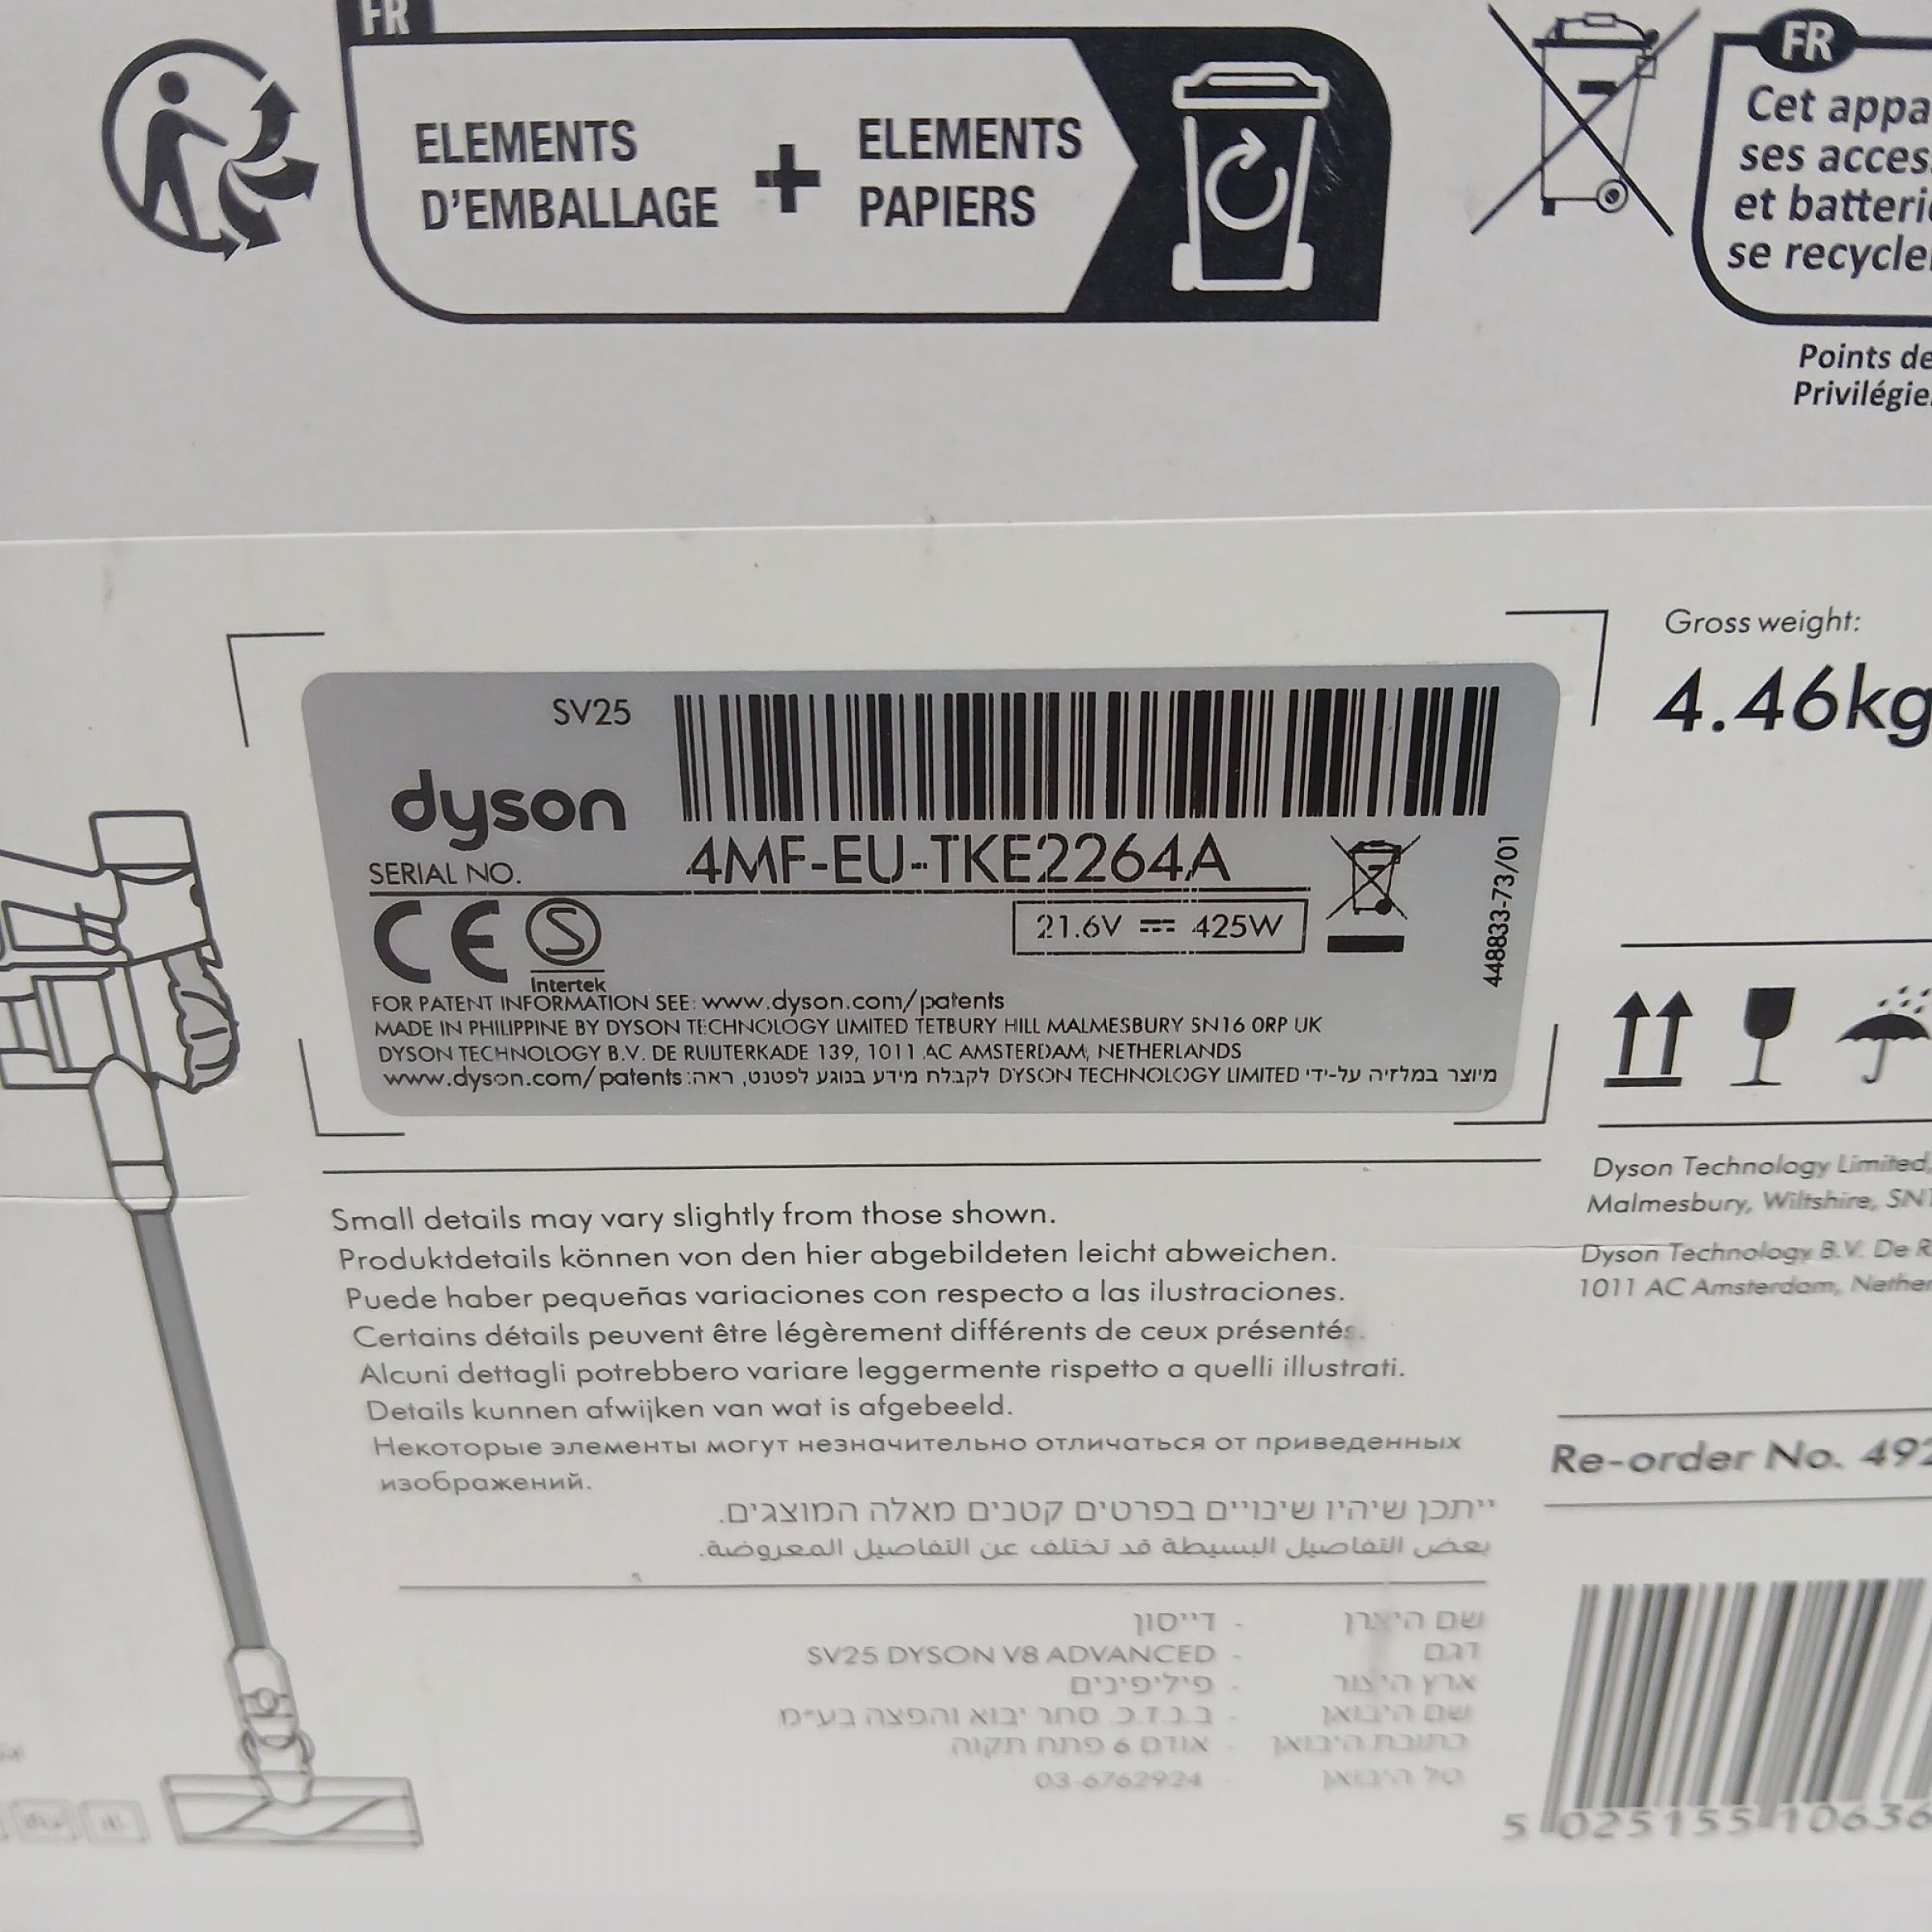 FR
ELEMENTS
D'EMBALLAGE
+
ELEMENTS
PAPIERS
FR
Cet
ses
et
se
Points de
Gross weight:
4.46kg
SV25
dyson
SERIAL NO.
4MF-EU-TKE2264A
21.6V ⎓ 425W
CE S
Intertek
448833-73/01
FOR PATENT INFORMATION SEE: www.dyson.com/patents
MADE IN PHILIPPINE BY DYSON TECHNOLOGY LIMITED TETBURY HILL MALMESBURY SN16 0RP UK
DYSON TECHNOLOGY B.V. DE RUIJTERKADE 139, 1011 AC AMSTERDAM, NETHERLANDS
מיוצר במלזיה על-ידי DYSON TECHNOLOGY LIMITED לקבלת מידע בנוגע לפטנט, ראה: www.dyson.com/patents
Small details may vary slightly from those shown.
Produktdetails können von den hier abgebildeten leicht abweichen.
Puede haber pequeñas variaciones con respecto a las ilustraciones.
Certains détails peuvent être légèrement différents de ceux présentés.
Alcuni dettagli potrebbero variare leggermente rispetto a quelli illustrati.
Details kunnen afwijken van wat is afgebeeld.
Некоторые элементы могут незначительно отличаться от приведенных
изображений.
ייתכן שיהיו שינויים בפרטים קטנים מאלה המוצגים.
بعض التفاصيل البسيطة قد تختلف عن التفاصيل المعروضة.
שם היצרן - דייסון
דגם - SV25 DYSON V8 ADVANCED
ארץ היצור - פיליפינים
שם היבואן - ב.נ.ז.כ. סחר יבוא והפצה בע"מ
כתובת היבואן - אודם 6 פתח תקוה
טל היבואן - 03-6762924
Dyson Technology Limited,
Malmesbury, Wiltshire,
Dyson Technology B.V. De
1011 AC Amsterdam,
Re-order No.
5 025155 10636